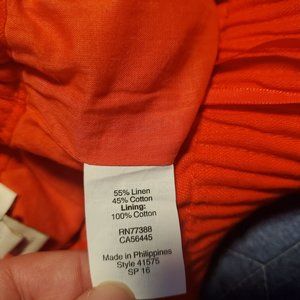 55% Linen
45% Cotton
Lining:
100% Cotton
RN77388
CA56445
Made in Philippines
Style 41575
SP 16